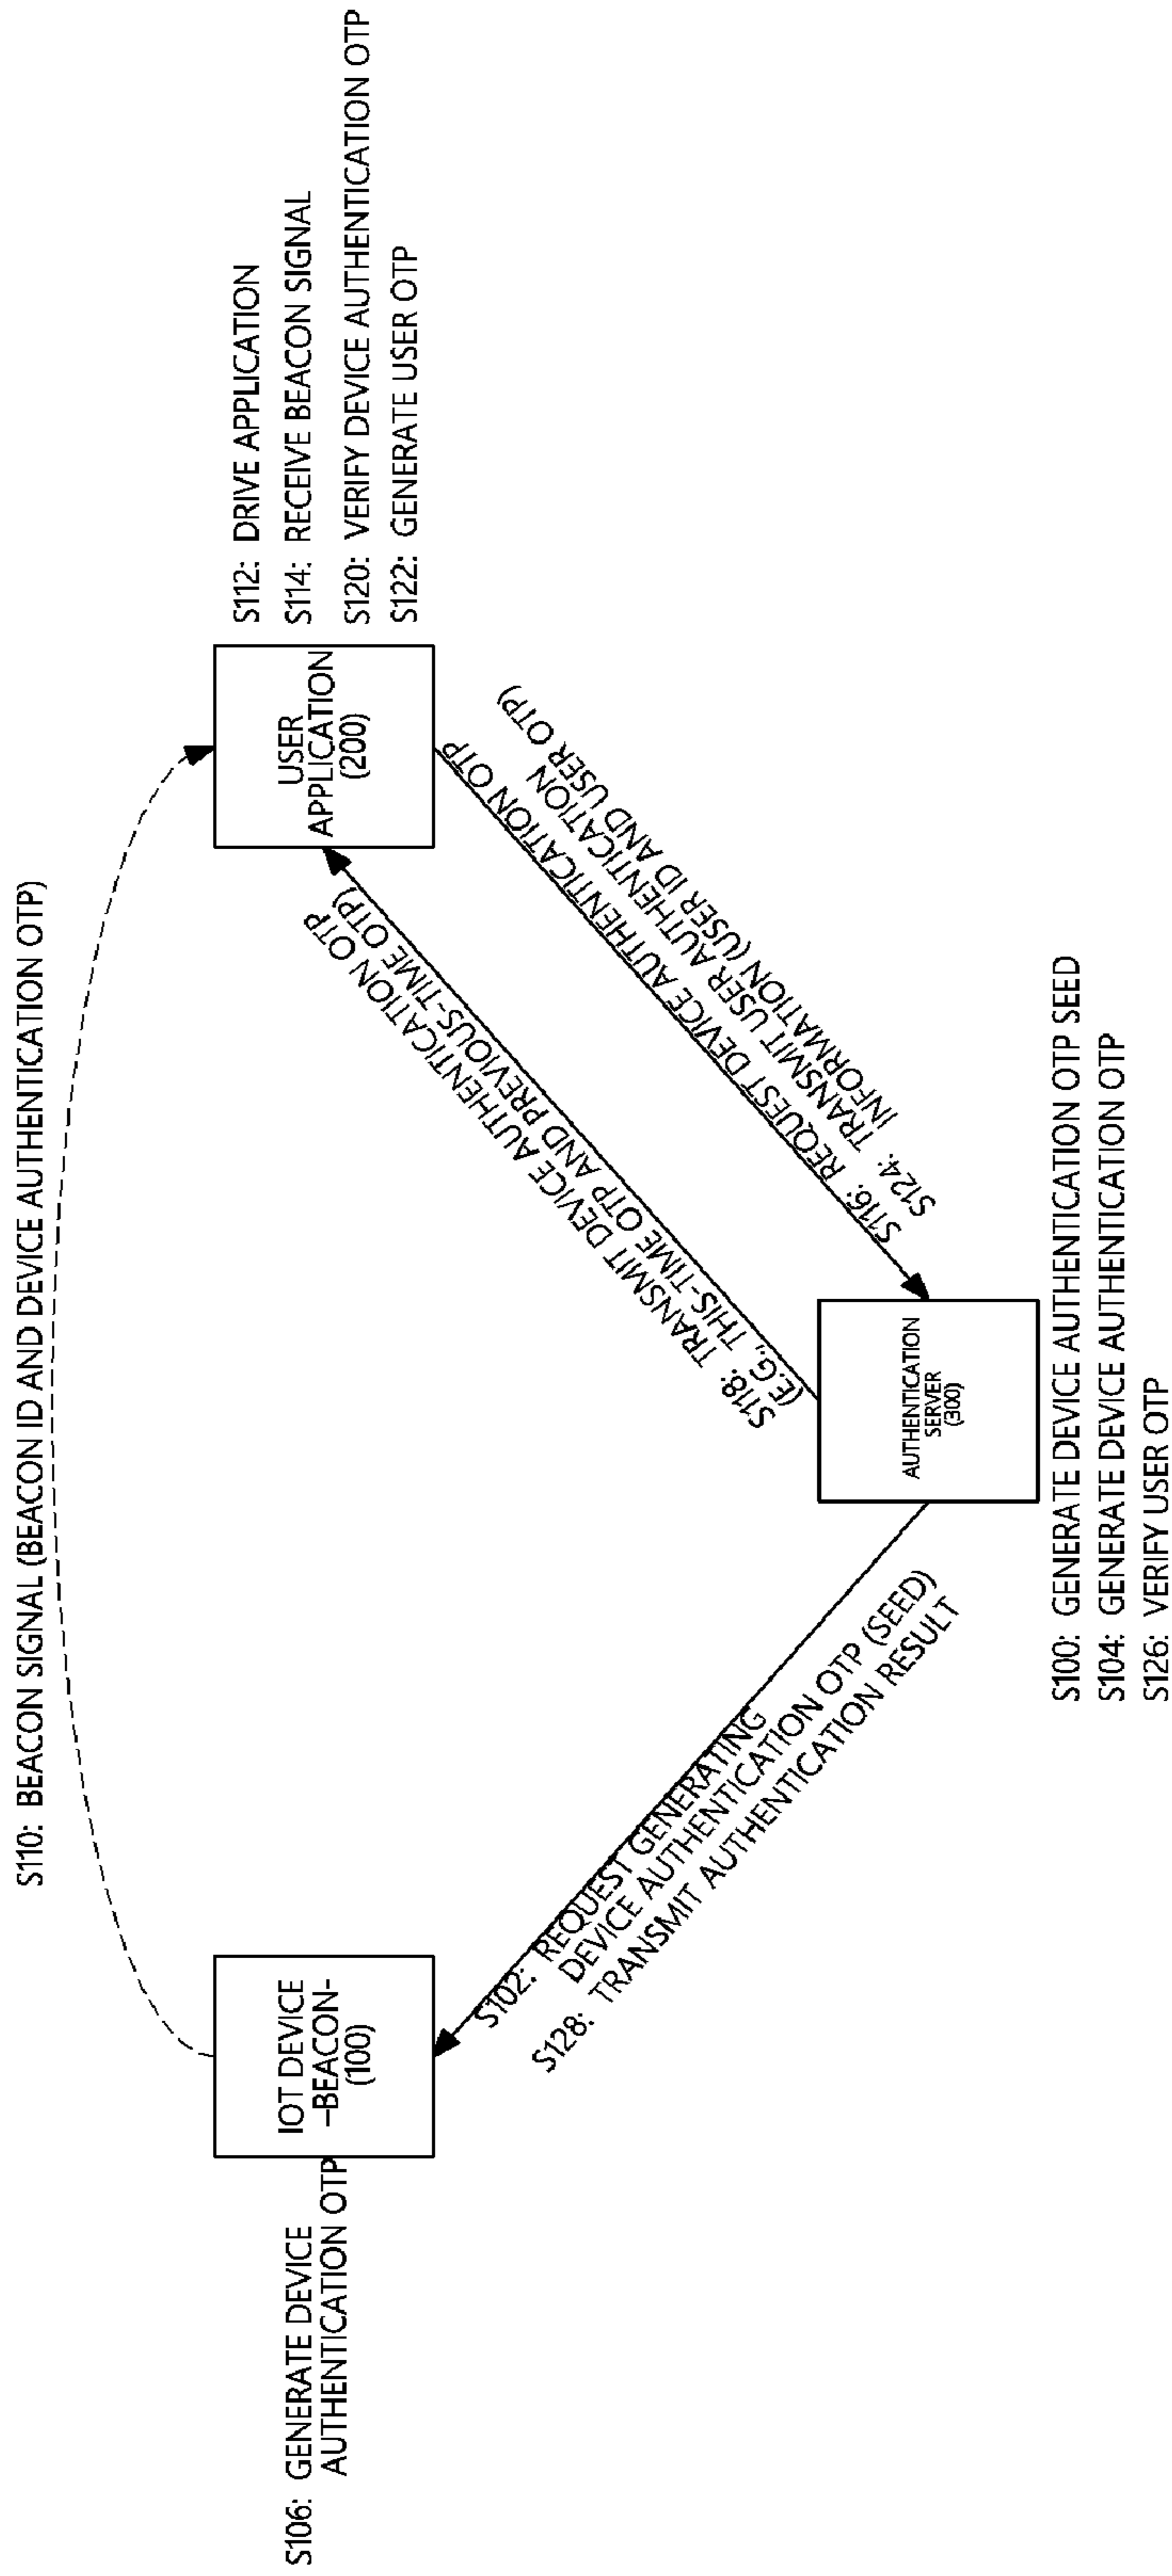 S110: BEACON SIGNAL (BEACON ID AND DEVICE AUTHENTICATION OTP)
S106: GENERATE DEVICE
AUTHENTICATION OTP
IOT DEVICE
-BEACON-
(100)
USER
APPLICATION
(200)
S112: DRIVE APPLICATION
S114: RECEIVE BEACON SIGNAL
S120: VERIFY DEVICE AUTHENTICATION OTP
S122: GENERATE USER OTP
S102: REQUEST GENERATING
DEVICE AUTHENTICATION OTP (SEED)
S128: TRANSMIT AUTHENTICATION RESULT
S118: TRANSMIT DEVICE AUTHENTICATION OTP
(E.G., THIS-TIME OTP AND PREVIOUS-TIME OTP)
S116: REQUEST DEVICE AUTHENTICATION OTP
S124: TRANSMIT USER AUTHENTICATION
INFORMATION (USER ID AND USER OTP)
AUTHENTICATION
SERVER
(300)
S100: GENERATE DEVICE AUTHENTICATION OTP SEED
S104: GENERATE DEVICE AUTHENTICATION OTP
S126: VERIFY USER OTP